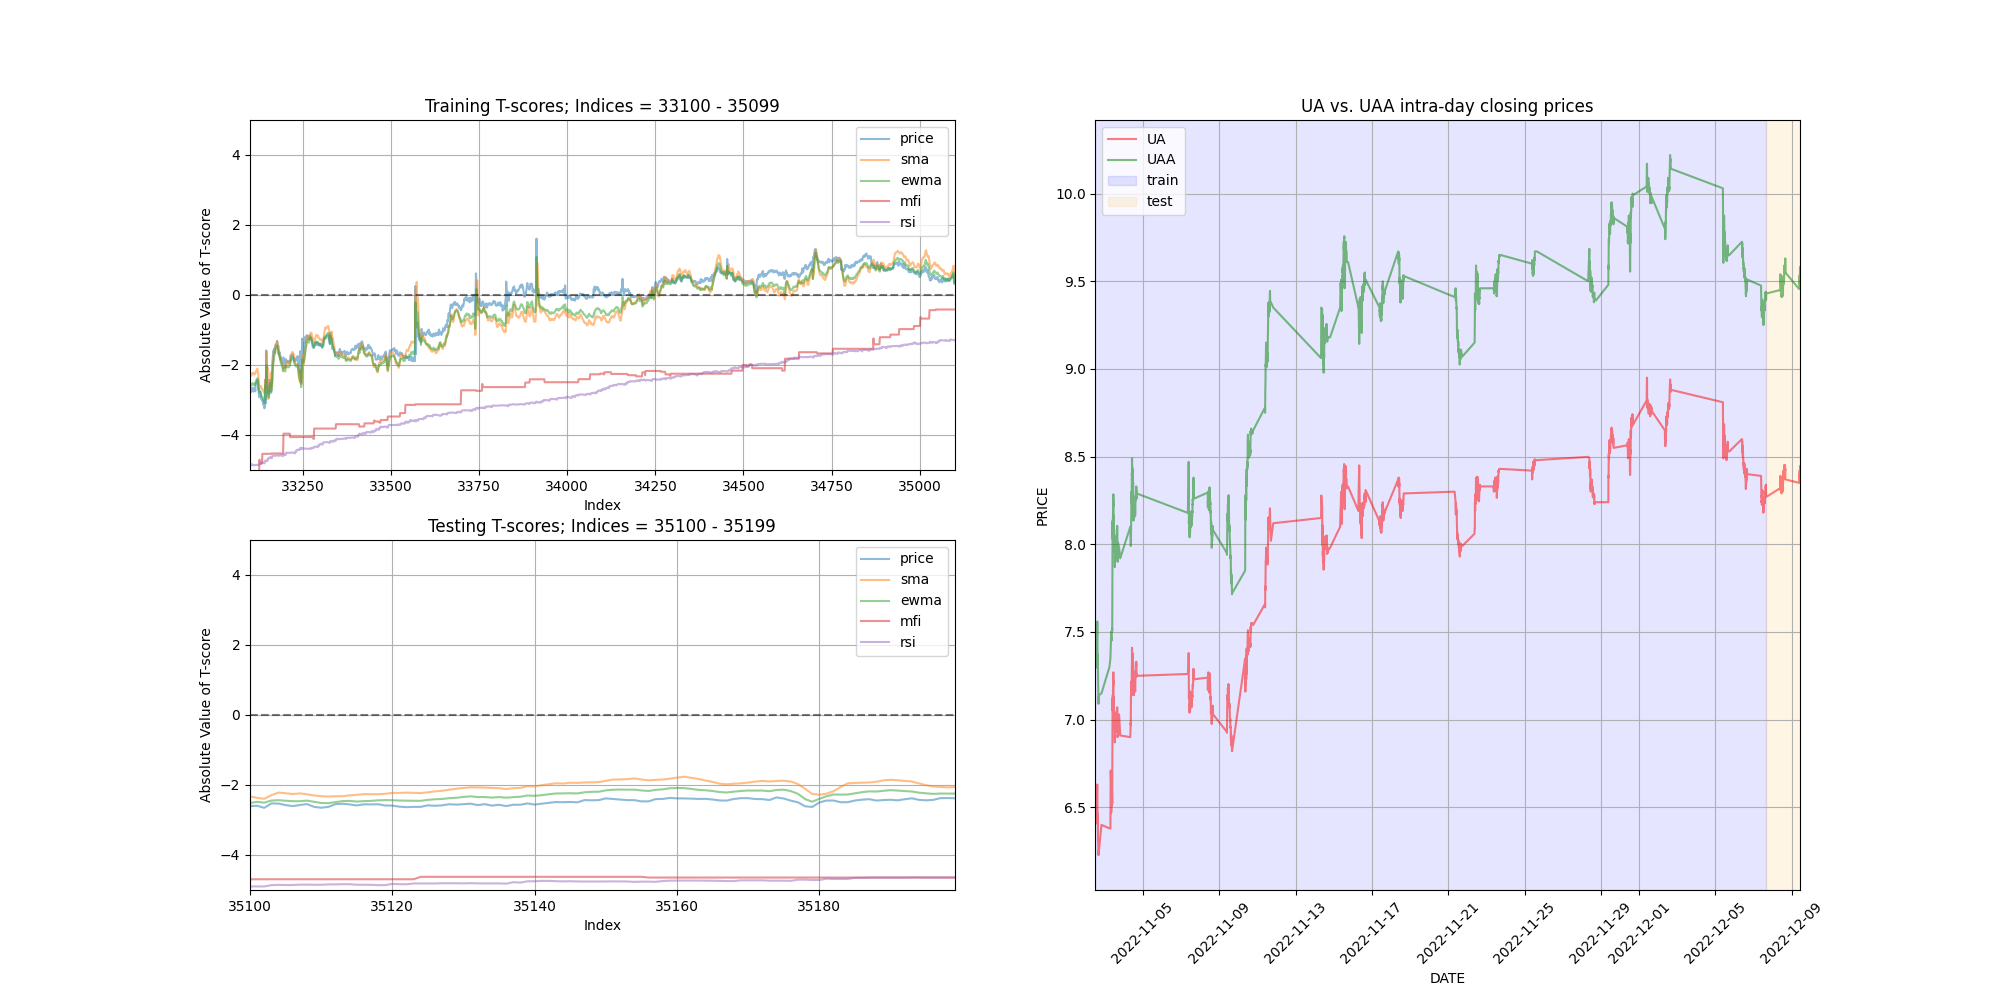 Training T-scores; Indices = 33100 - 35099
4
2
0
−2
−4
Absolute Value of T-score
price
sma
ewma
mfi
rsi
33250
33500
33750
34000
34250
34500
34750
35000
Index
Testing T-scores; Indices = 35100 - 35199
4
2
0
−2
−4
Absolute Value of T-score
price
sma
ewma
mfi
rsi
35100
35120
35140
35160
35180
Index
UA vs. UAA intra-day closing prices
UA
UAA
train
test
10.0
9.5
9.0
8.5
8.0
7.5
7.0
6.5
PRICE
2022-11-05
2022-11-09
2022-11-13
2022-11-17
2022-11-21
2022-11-25
2022-11-29
2022-12-01
2022-12-05
2022-12-09
DATE